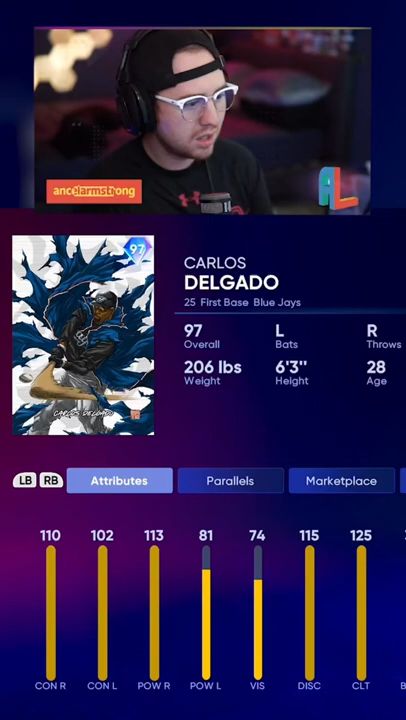 ancelarmstrong
AL
97
CARLOS
DELGADO
25 First Base Blue Jays
97 L R
Overall Bats Throws
206 lbs 6'3" 28
Weight Height Age
CARLOS DELGADO
LB RB Attributes Parallels Marketplace
110 102 113 81 74 115 125
CON R CON L POW R POW L VIS DISC CLT